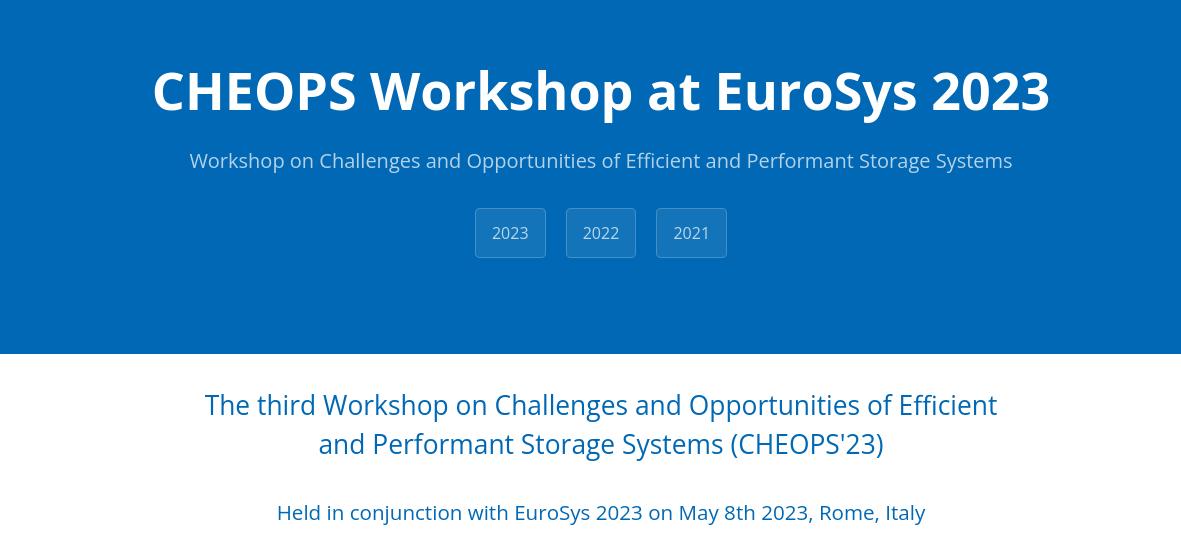 CHEOPS Workshop at EuroSys 2023
Workshop on Challenges and Opportunities of Efficient and Performant Storage Systems
2023 2022 2021
The third Workshop on Challenges and Opportunities of Efficient
and Performant Storage Systems (CHEOPS'23)
Held in conjunction with EuroSys 2023 on May 8th 2023, Rome, Italy